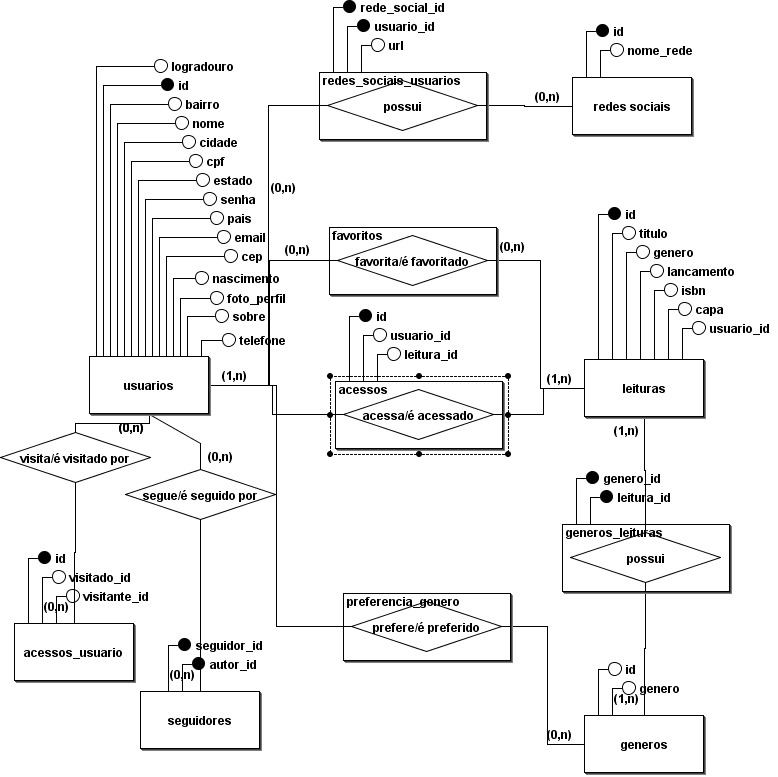 rede_social_id
usuario_id
url
redes_sociais_usuarios
possui
(0,n)
id
nome_rede
redes sociais
logradouro
id
bairro
nome
cidade
cpf
estado
senha
pais
email
cep
nascimento
foto_perfil
sobre
telefone
usuarios
(0,n)
(0,n)
favoritos
favorita/é favoritado
(0,n)
id
titulo
genero
lancamento
isbn
capa
usuario_id
leituras
(1,n)
id
usuario_id
leitura_id
acessos
acessa/é acessado
(1,n)
(0,n)
visita/é visitado por
(0,n)
segue/é seguido por
(1,n)
genero_id
leitura_id
generos_leituras
possui
id
visitado_id
visitante_id
(0,n)
acessos_usuario
seguidor_id
autor_id
(0,n)
seguidores
preferencia_genero
prefere/é preferido
(0,n)
id
genero
(1,n)
generos